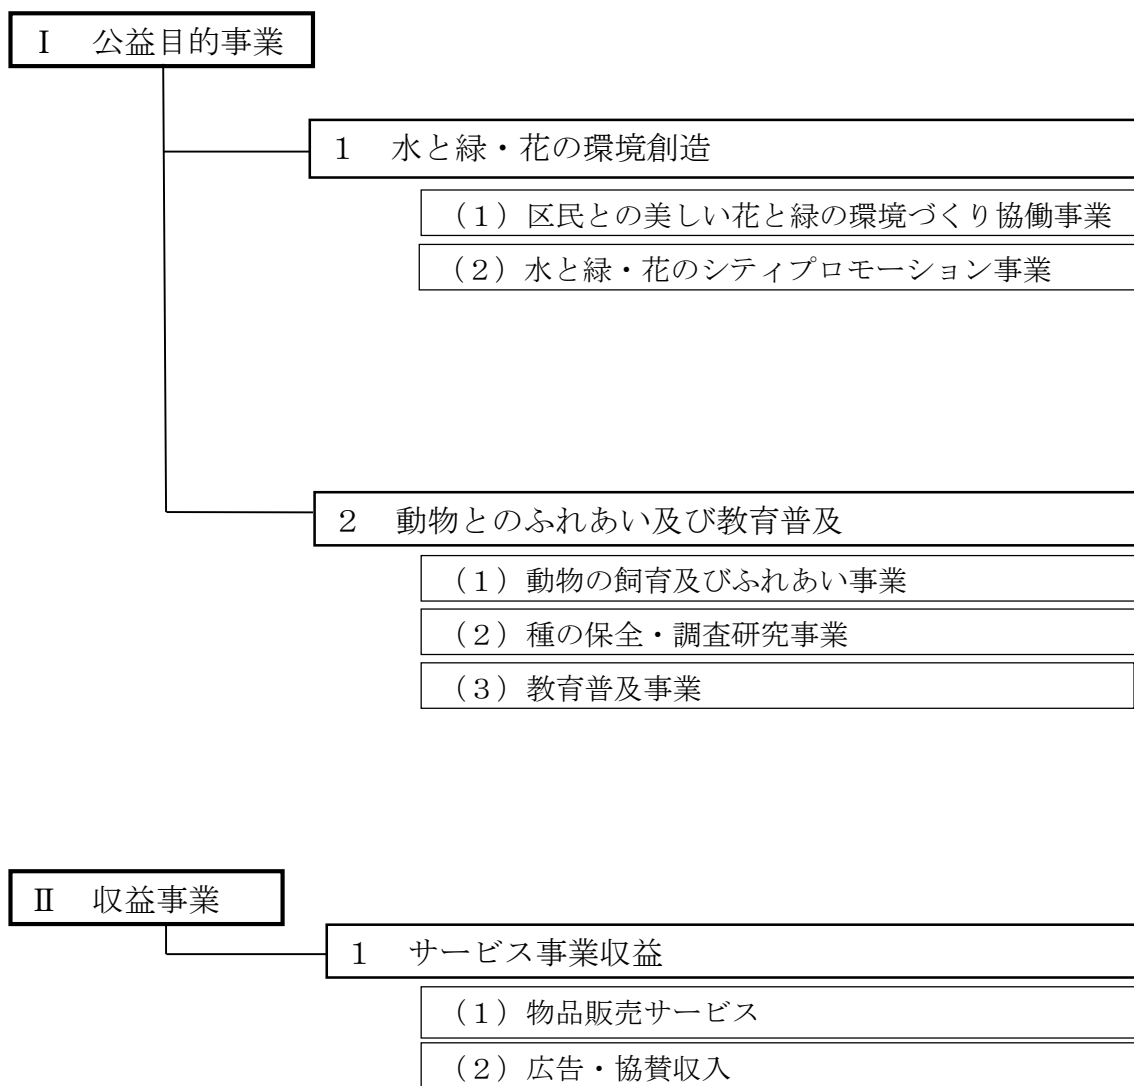 Ⅰ　公益目的事業
１　水と緑・花の環境創造
（１）区民との美しい花と緑の環境づくり協働事業
（２）水と緑・花のシティプロモーション事業
２　動物とのふれあい及び教育普及
（１）動物の飼育及びふれあい事業
（２）種の保全・調査研究事業
（３）教育普及事業
Ⅱ　収益事業
１　サービス事業収益
（１）物品販売サービス
（２）広告・協賛収入